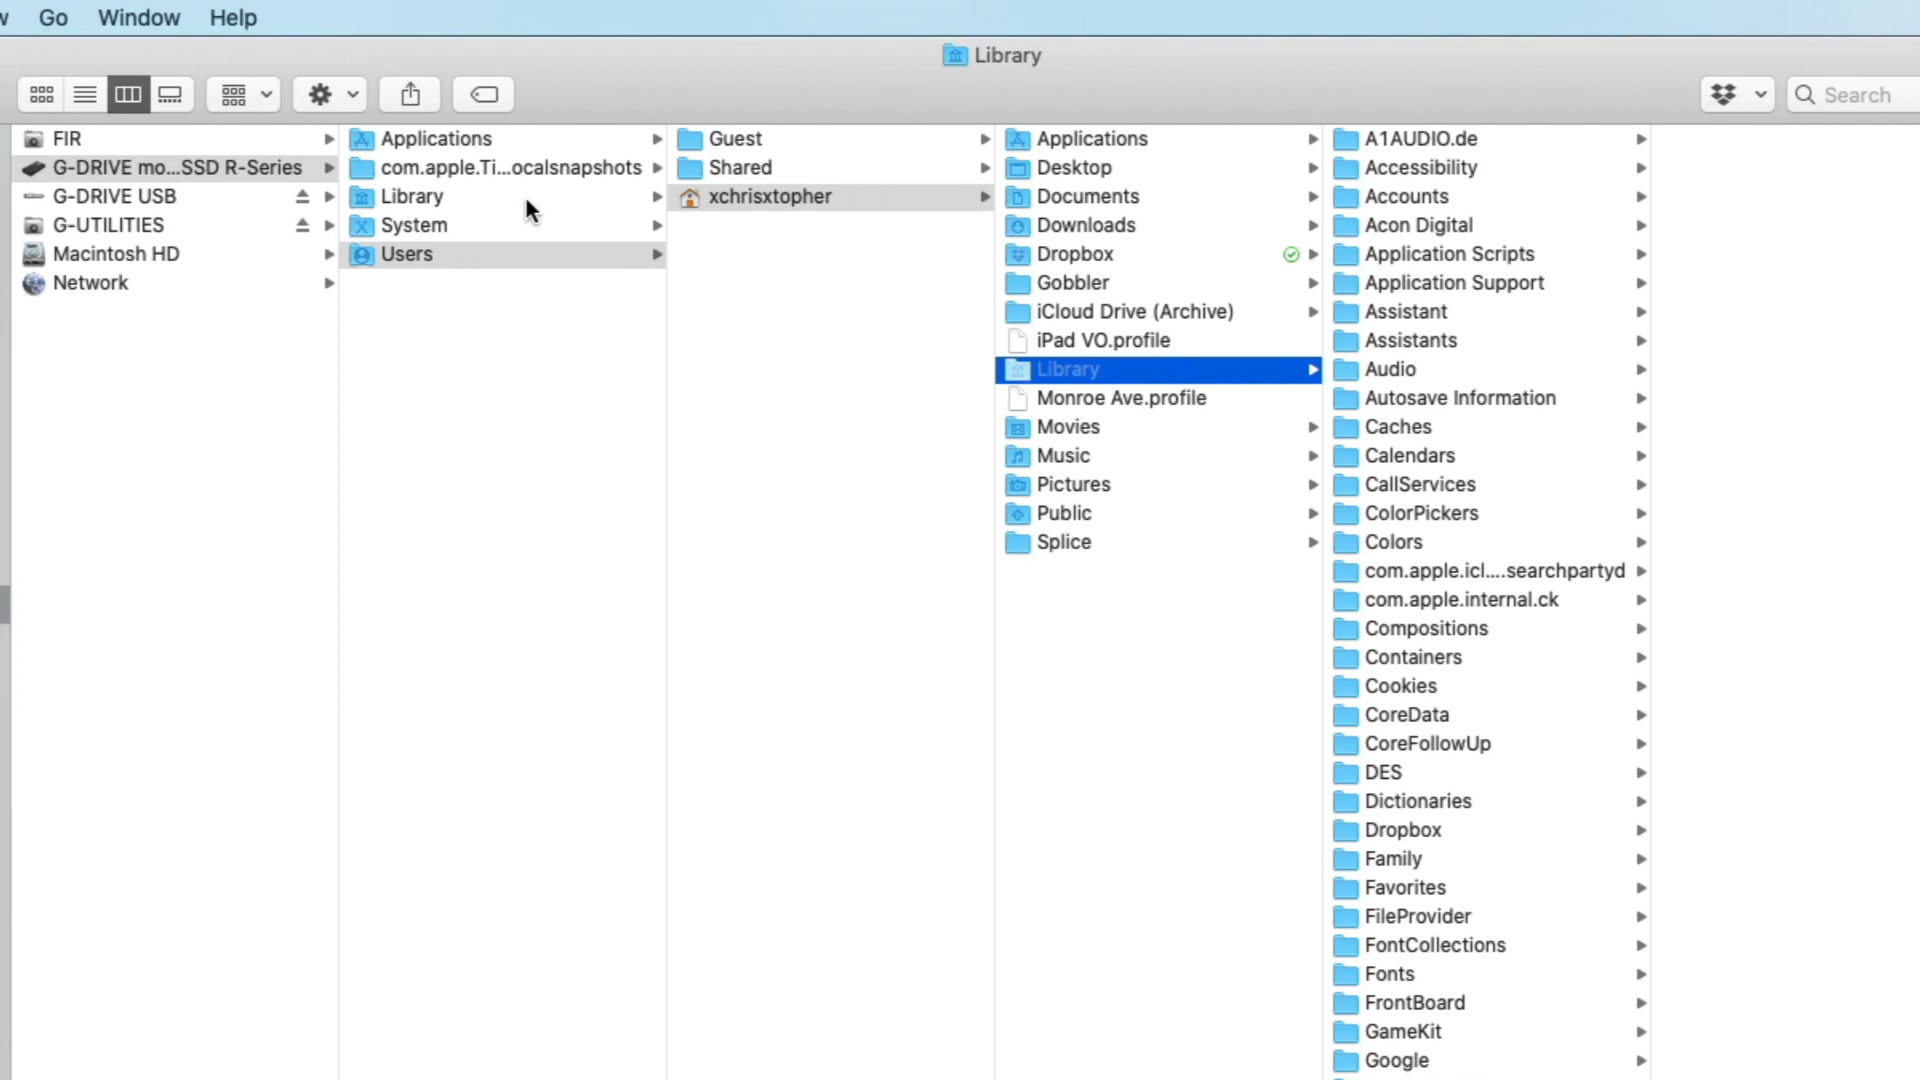 Go Window Help
Library
Search
FIR
G-DRIVE mo...SSD R-Series
G-DRIVE USB
G-UTILITIES
Macintosh HD
Network
Applications
com.apple.Ti...ocalsnapshots
Library
System
Users
Guest
Shared
xchrisxtopher
Applications
Desktop
Documents
Downloads
Dropbox
Gobbler
iCloud Drive (Archive)
iPad VO.profile
Library
Monroe Ave.profile
Movies
Music
Pictures
Public
Splice
A1AUDIO.de
Accessibility
Accounts
Acon Digital
Application Scripts
Application Support
Assistant
Assistants
Audio
Autosave Information
Caches
Calendars
CallServices
ColorPickers
Colors
com.apple.icl....searchpartyd
com.apple.internal.ck
Compositions
Containers
Cookies
CoreData
CoreFollowUp
DES
Dictionaries
Dropbox
Family
Favorites
FileProvider
FontCollections
Fonts
FrontBoard
GameKit
Google